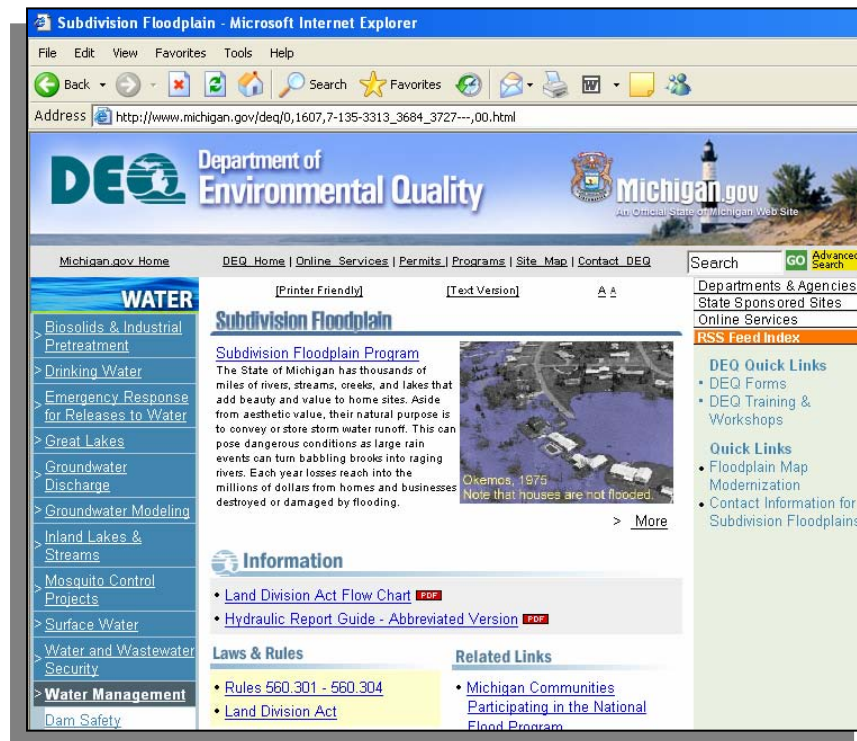 Subdivision Floodplain - Microsoft Internet Explorer
File Edit View Favorites Tools Help
Back Search Favorites
Address http://www.michigan.gov/deq/0,1607,7-135-3313_3684_3727---,00.html
DEQ Department of
Environmental Quality
Michigan.gov
An Official State of Michigan Web Site
Michigan.gov Home DEQ Home | Online Services | Permits | Programs | Site Map | Contact DEQ
Search GO Advanced
Search
WATER
> Biosolids & Industrial
Pretreatment
> Drinking Water
> Emergency Response
for Releases to Water
> Great Lakes
> Groundwater
Discharge
> Groundwater Modeling
> Inland Lakes &
Streams
> Mosquito Control
Projects
> Surface Water
> Water and Wastewater
Security
> Water Management
Dam Safety
[Printer Friendly] [Text Version] A A
Subdivision Floodplain
Subdivision Floodplain Program
The State of Michigan has thousands of
miles of rivers, streams, creeks, and lakes that
add beauty and value to home sites. Aside
from aesthetic value, their natural purpose is
to convey or store storm water runoff. This can
pose dangerous conditions as large rain
events can turn babbling brooks into raging
rivers. Each year losses reach into the
millions of dollars from homes and businesses
destroyed or damaged by flooding.
Okemos, 1975
Note that houses are not flooded.
> More
Information
• Land Division Act Flow Chart PDF
• Hydraulic Report Guide - Abbreviated Version PDF
Laws & Rules
• Rules 560.301 - 560.304
• Land Division Act
Related Links
• Michigan Communities
Participating in the National
Flood Program
Departments & Agencies
State Sponsored Sites
Online Services
RSS Feed Index
DEQ Quick Links
• DEQ Forms
• DEQ Training &
Workshops
Quick Links
• Floodplain Map
Modernization
• Contact Information for
Subdivision Floodplains